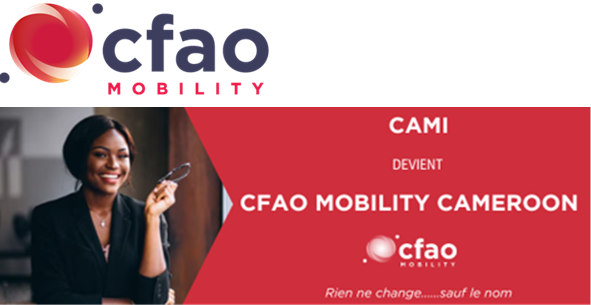 cfao
MOBILITY
CAMI
DEVIENT
CFAO MOBILITY CAMEROON
cfao
MOBILITY
Rien ne change......sauf le nom